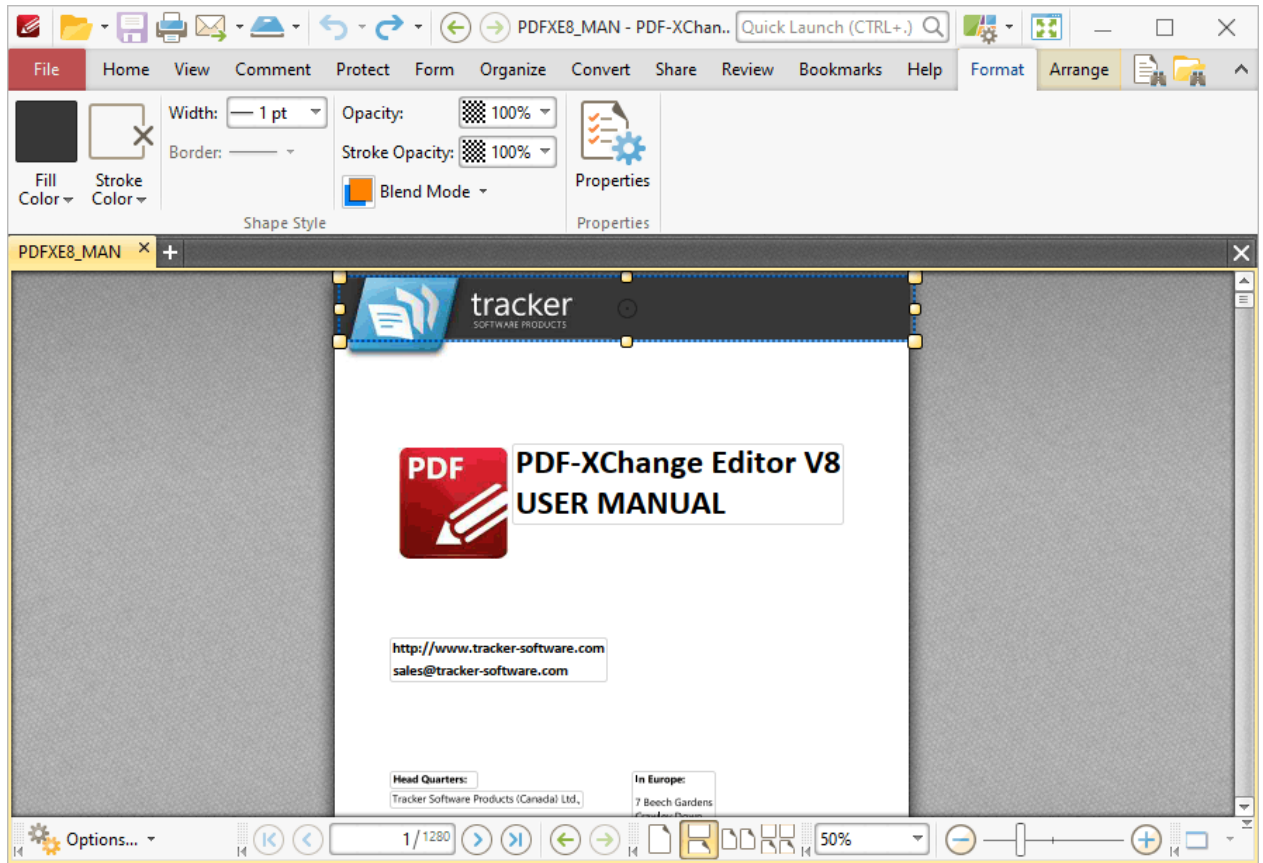 PDFXE8_MAN - PDF-XChan..
Quick Launch (CTRL+.)
File Home View Comment Protect Form Organize Convert Share Review Bookmarks Help Format Arrange
Width: 1 pt Opacity: 100%
Border: Stroke Opacity: 100%
Fill Color Stroke Color Blend Mode Properties
Shape Style Properties
PDFXE8_MAN
tracker
SOFTWARE PRODUCTS
PDF
PDF-XChange Editor V8
USER MANUAL
http://www.tracker-software.com
sales@tracker-software.com
Head Quarters: In Europe:
Tracker Software Products (Canada) Ltd., 7 Beech Gardens
Crawley Down
Options... 1/1280 50%